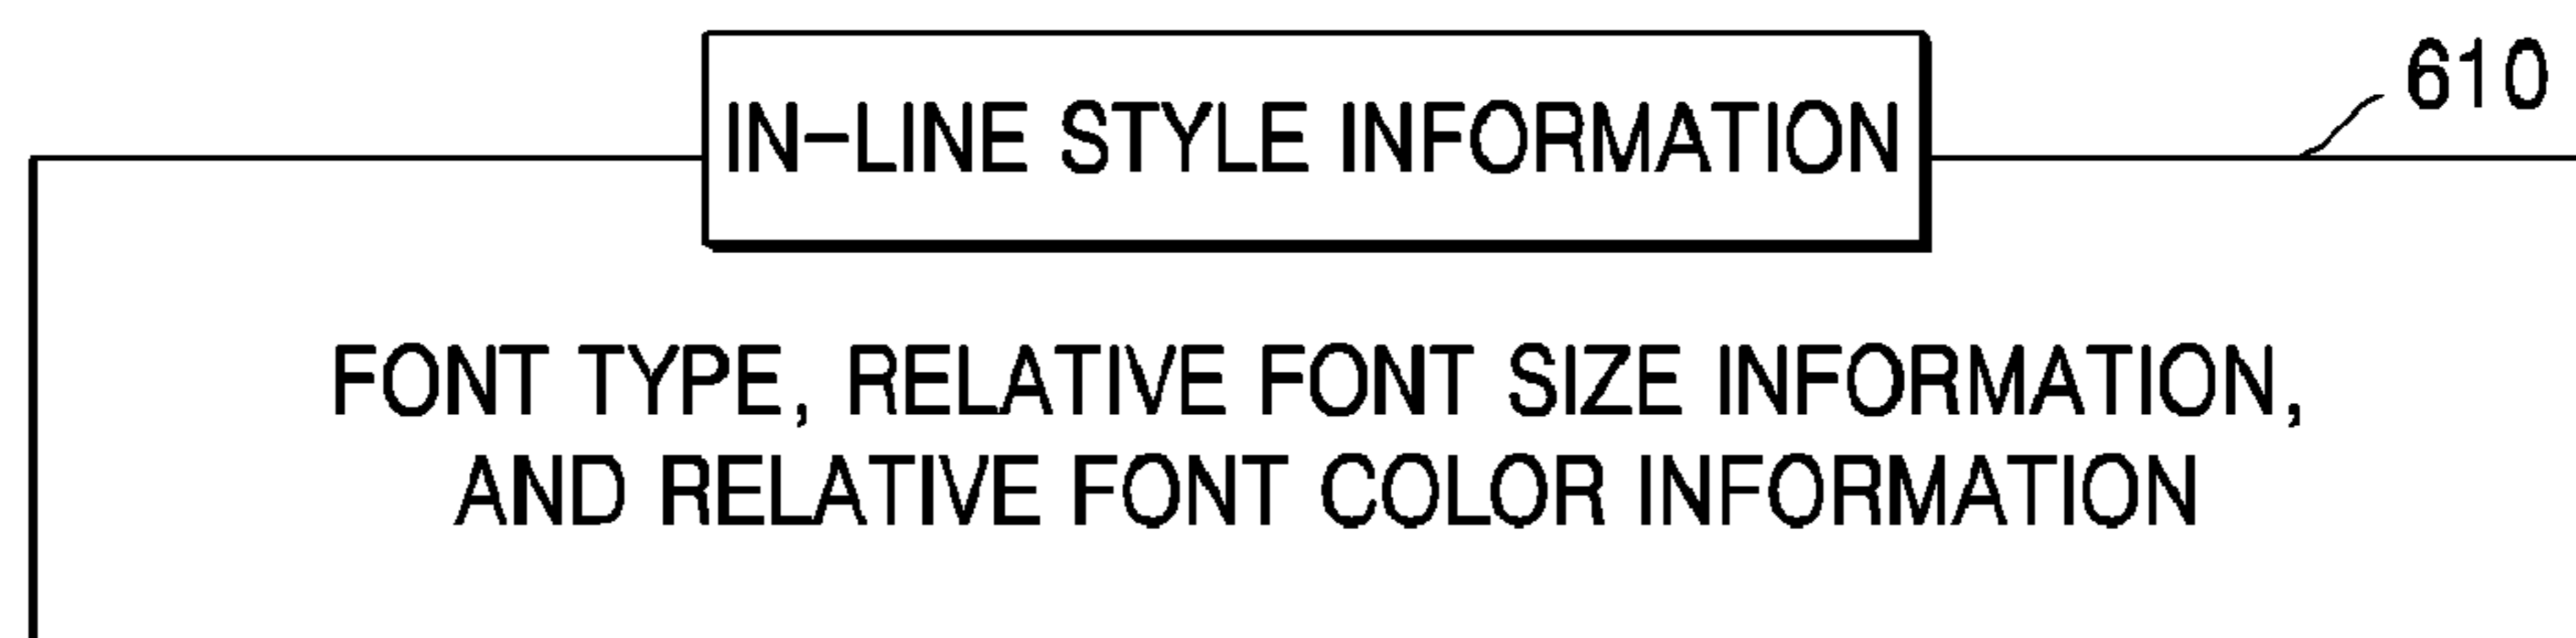 610
IN-LINE STYLE INFORMATION
FONT TYPE, RELATIVE FONT SIZE INFORMATION,
AND RELATIVE FONT COLOR INFORMATION